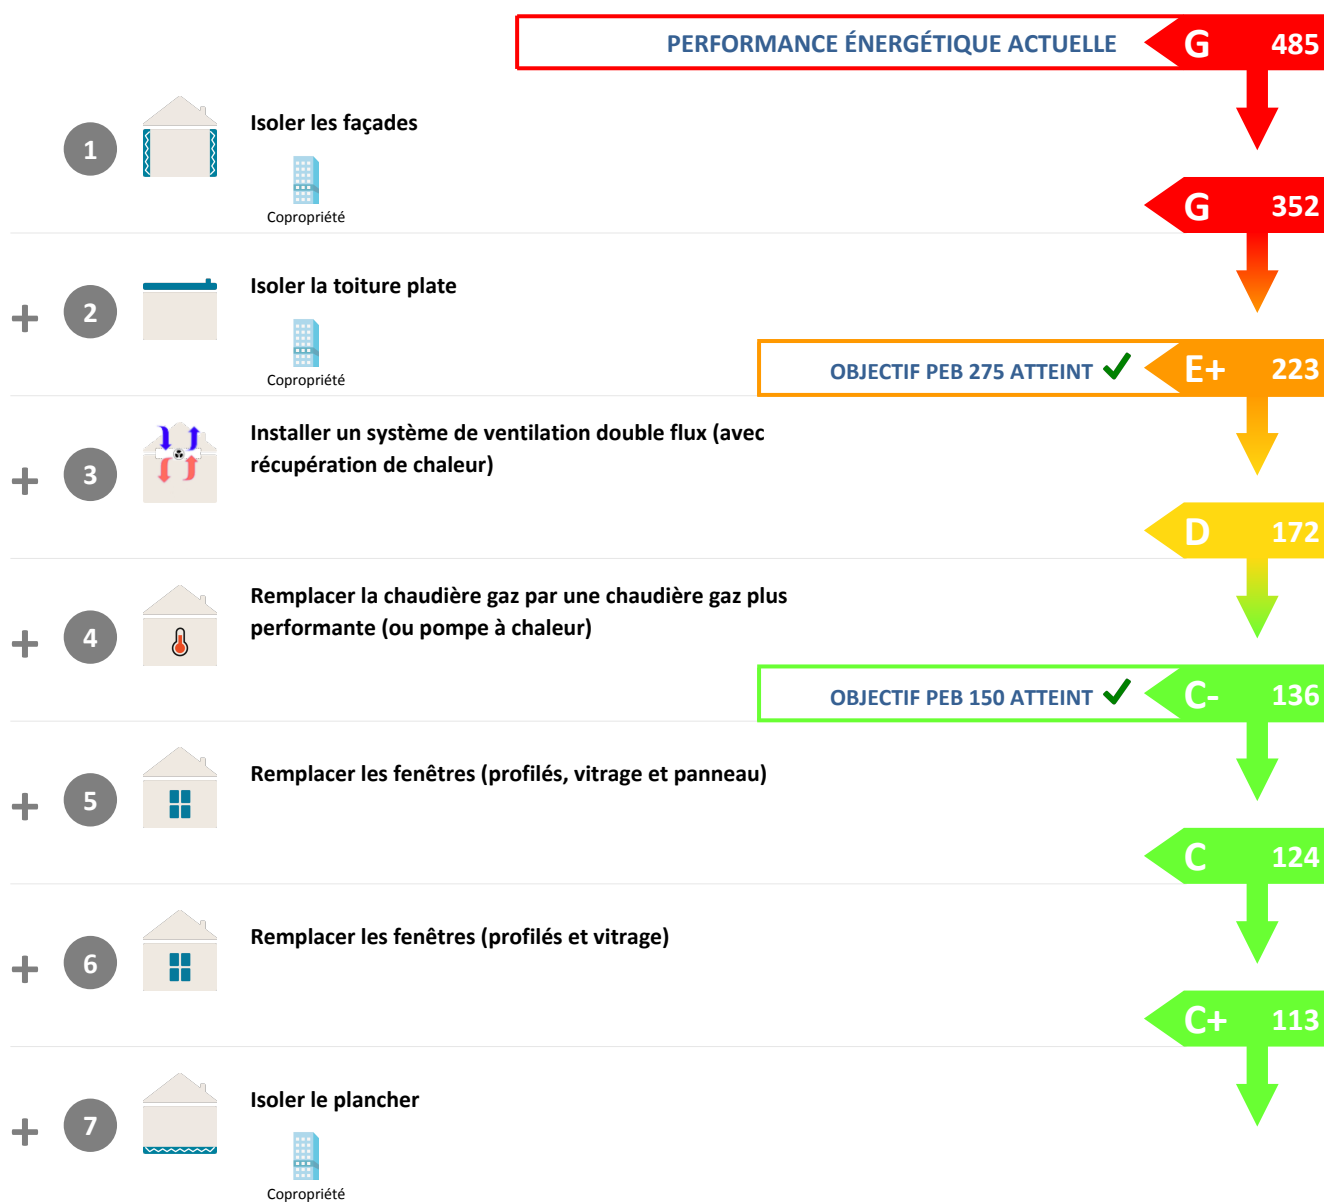 PERFORMANCE ÉNERGÉTIQUE ACTUELLE G 485
1 Isoler les façades
Copropriété
G 352
+ 2 Isoler la toiture plate
Copropriété
OBJECTIF PEB 275 ATTEINT ✓ E+ 223
+ 3 Installer un système de ventilation double flux (avec
récupération de chaleur)
D 172
+ 4 Remplacer la chaudière gaz par une chaudière gaz plus
performante (ou pompe à chaleur)
OBJECTIF PEB 150 ATTEINT ✓ C- 136
+ 5 Remplacer les fenêtres (profilés, vitrage et panneau)
C 124
+ 6 Remplacer les fenêtres (profilés et vitrage)
C+ 113
+ 7 Isoler le plancher
Copropriété